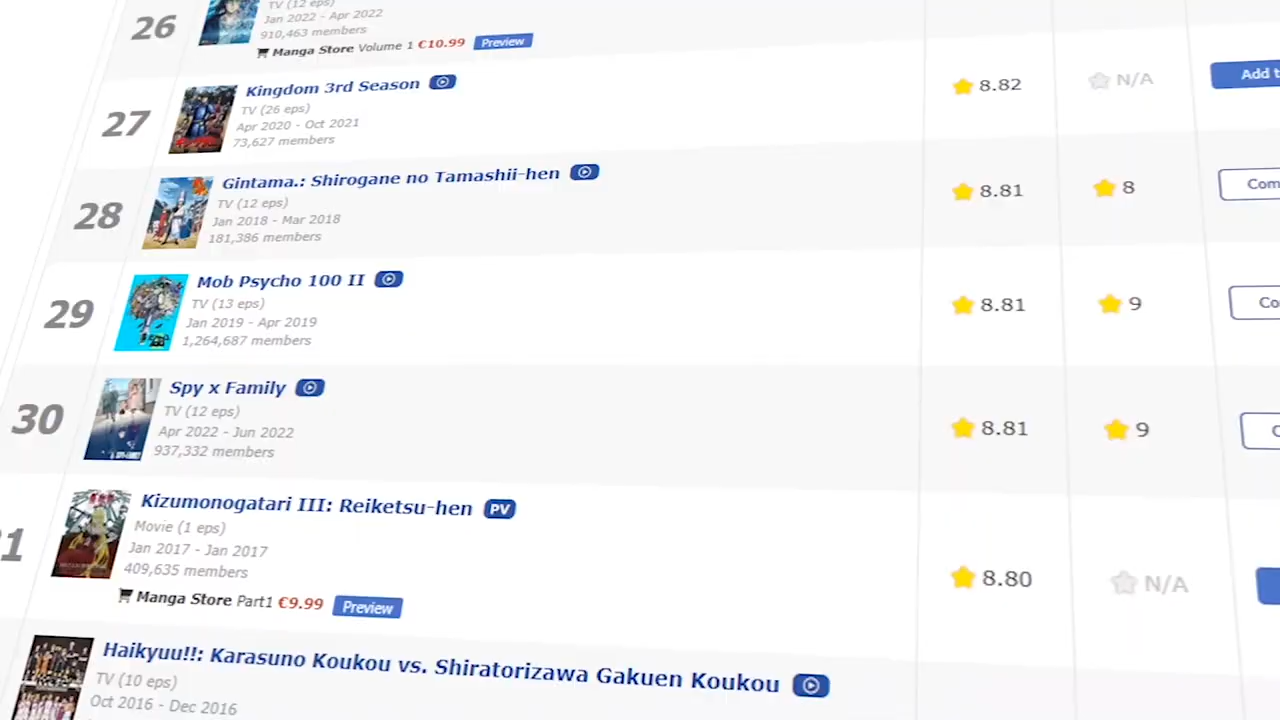 26
TV (12 eps)
Jan 2022 - Apr 2022
910,463 members
Manga Store Volume 1 €10.99 Preview
27
Kingdom 3rd Season
TV (26 eps)
Apr 2020 - Oct 2021
73,627 members
8.82
N/A
Add t
28
Gintama.: Shirogane no Tamashii-hen
TV (12 eps)
Jan 2018 - Mar 2018
181,386 members
8.81
8
Com
29
Mob Psycho 100 II
TV (13 eps)
Jan 2019 - Apr 2019
1,264,687 members
8.81
9
Co
30
Spy x Family
TV (12 eps)
Apr 2022 - Jun 2022
937,332 members
8.81
9
1
Kizumonogatari III: Reiketsu-hen PV
Movie (1 eps)
Jan 2017 - Jan 2017
409,635 members
Manga Store Part1 €9.99 Preview
8.80
N/A
Haikyuu!!: Karasuno Koukou vs. Shiratorizawa Gakuen Koukou
TV (10 eps)
Oct 2016 - Dec 2016